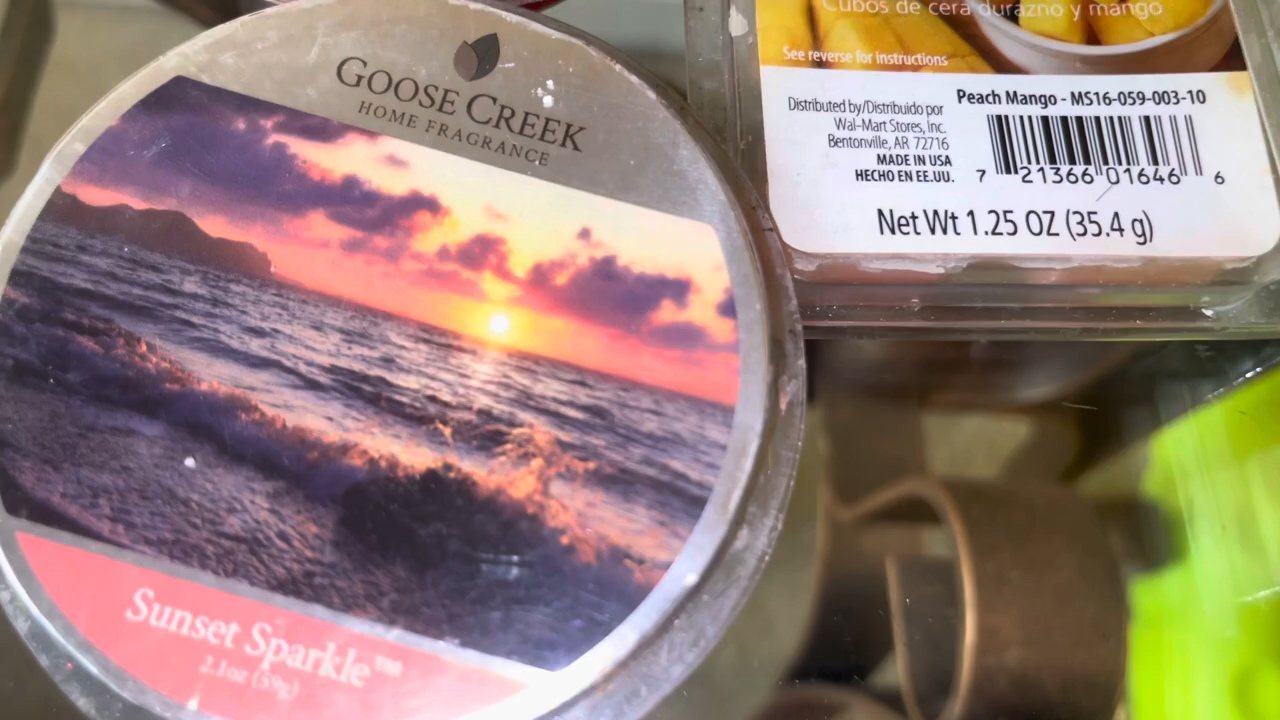 GOOSE CREEK
HOME FRAGRANCE
Sunset Sparkle™
2.1oz (59g)
Cubos de cera durazno y mango
See reverse for instructions
Distributed by/Distribuido por
Wal-Mart Stores, Inc.
Bentonville, AR 72716
MADE IN USA
HECHO EN EE.UU.
Peach Mango - MS16-059-003-10
7 21366 01646 6
Net Wt 1.25 OZ (35.4 g)